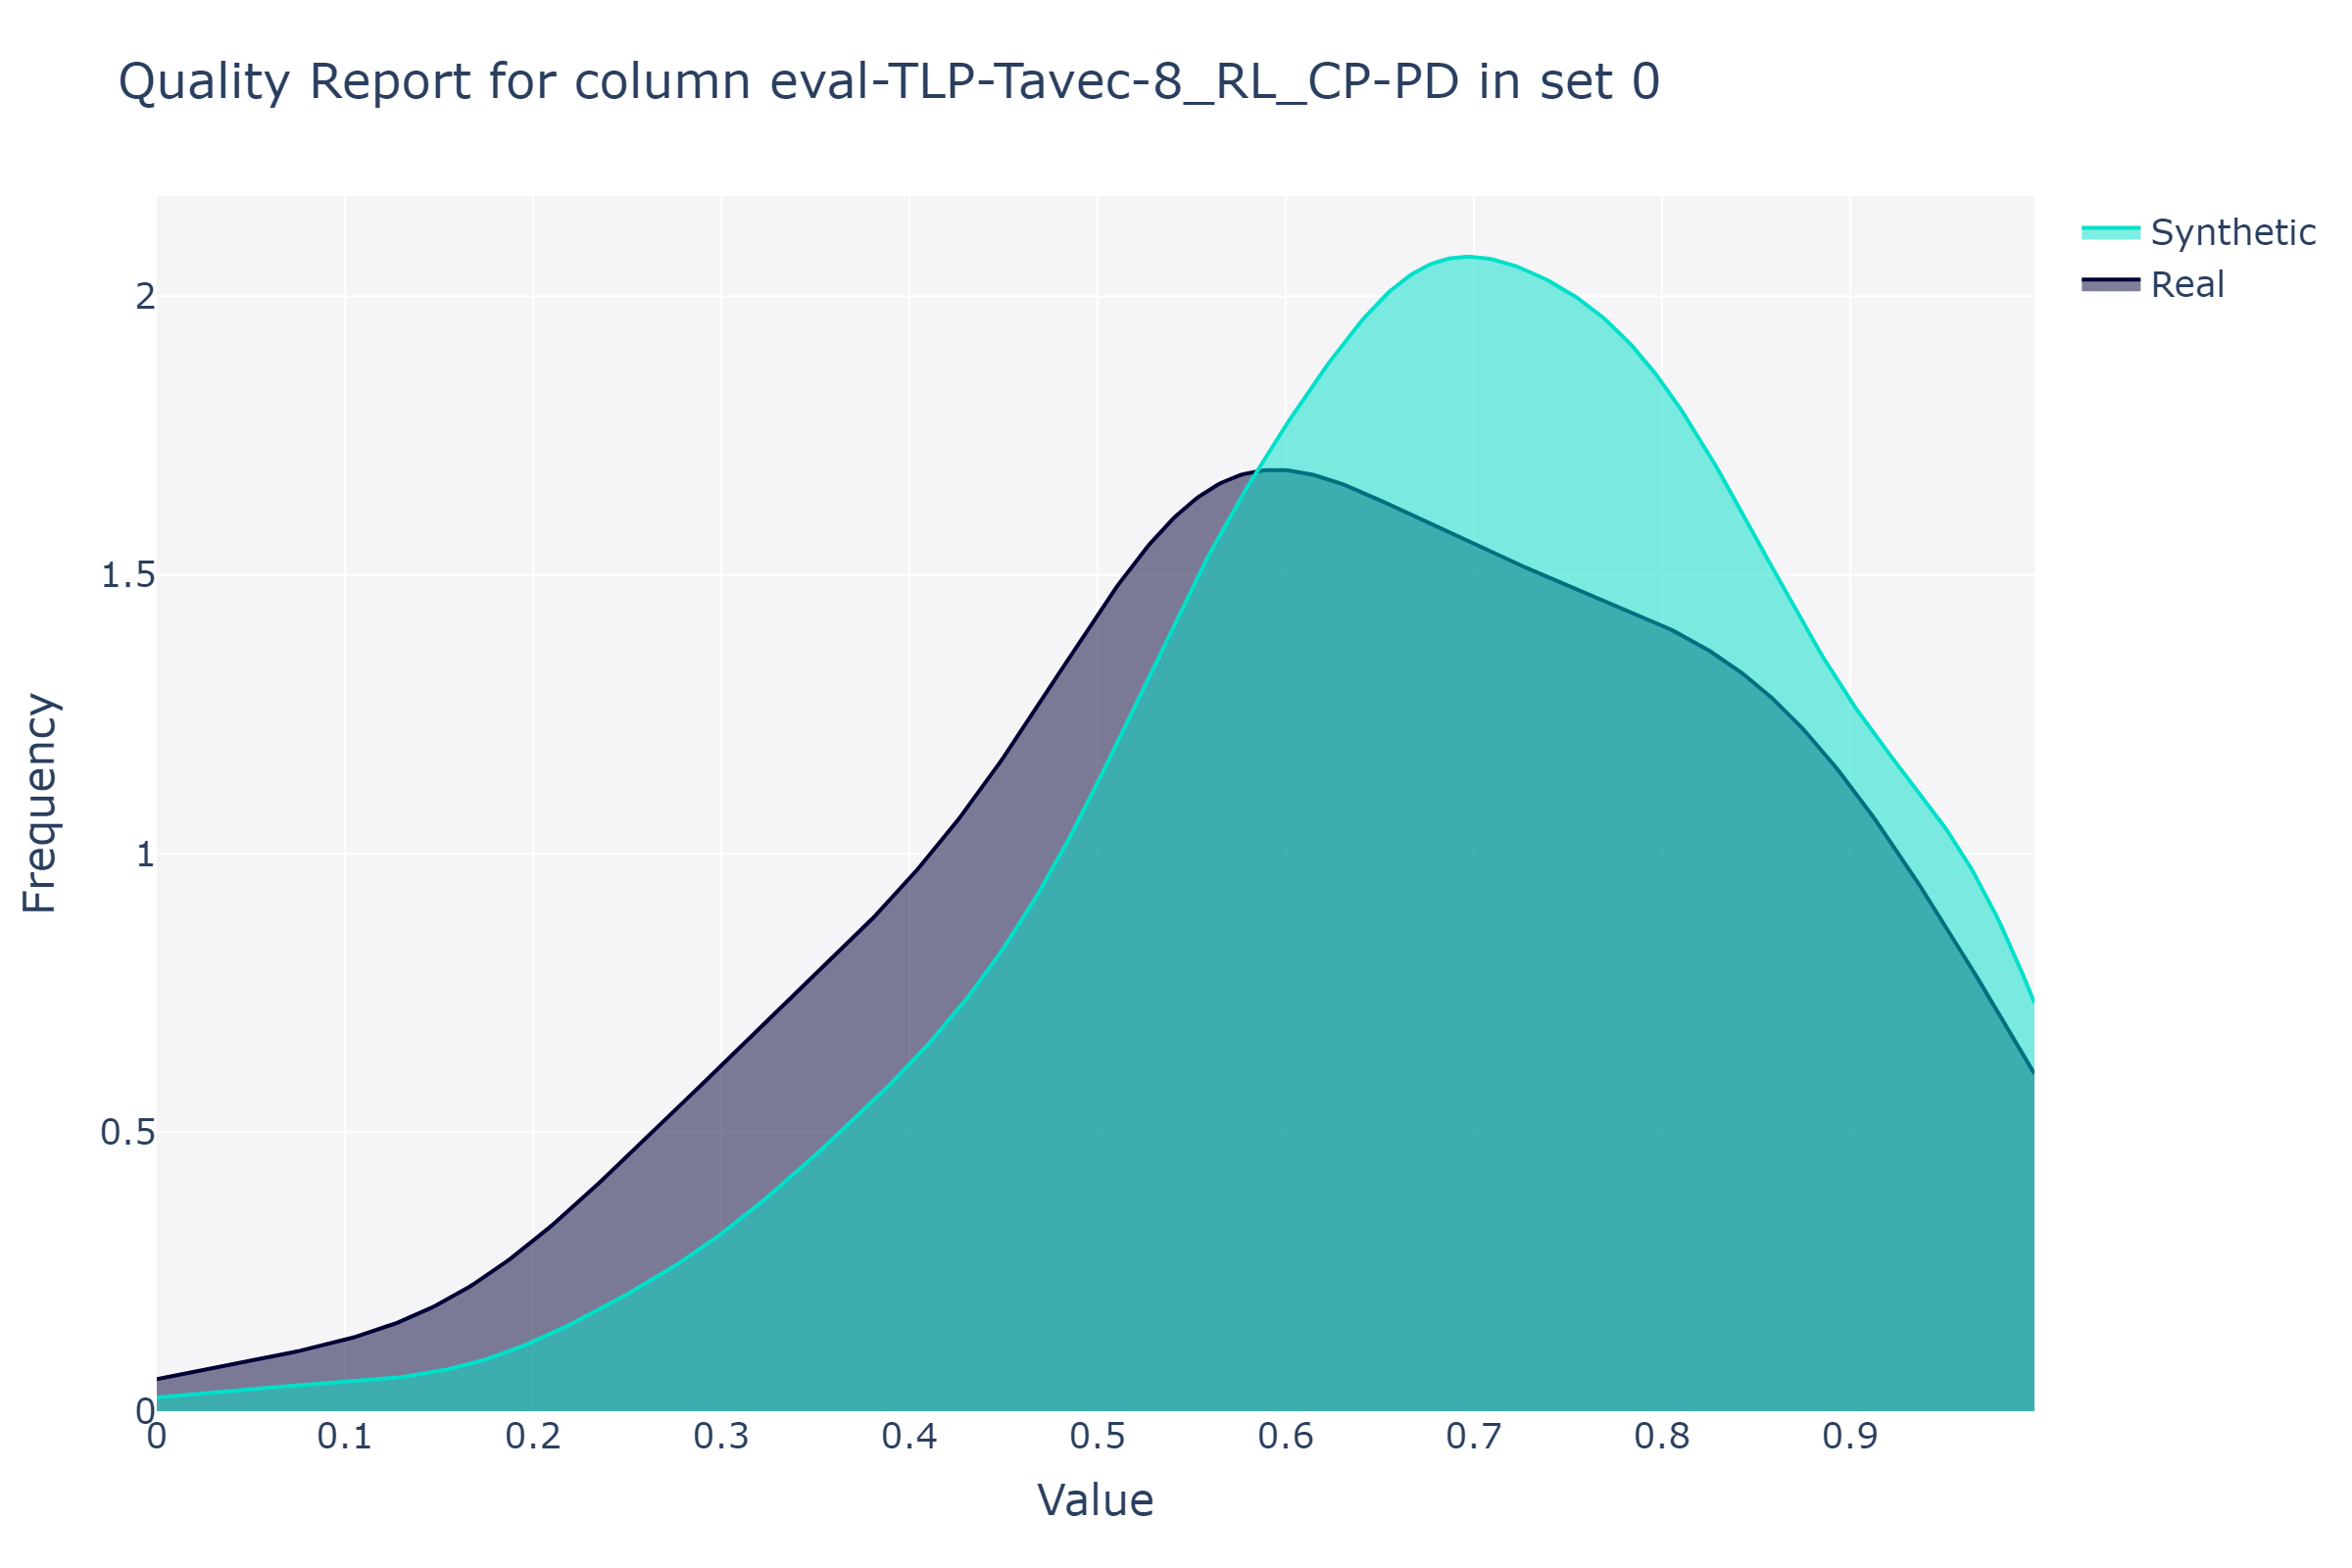 Quality Report for column eval-TLP-Tavec-8_RL_CP-PD in set 0
Synthetic
Real
Frequency
2
1.5
1
0.5
0
0 0.1 0.2 0.3 0.4 0.5 0.6 0.7 0.8 0.9
Value